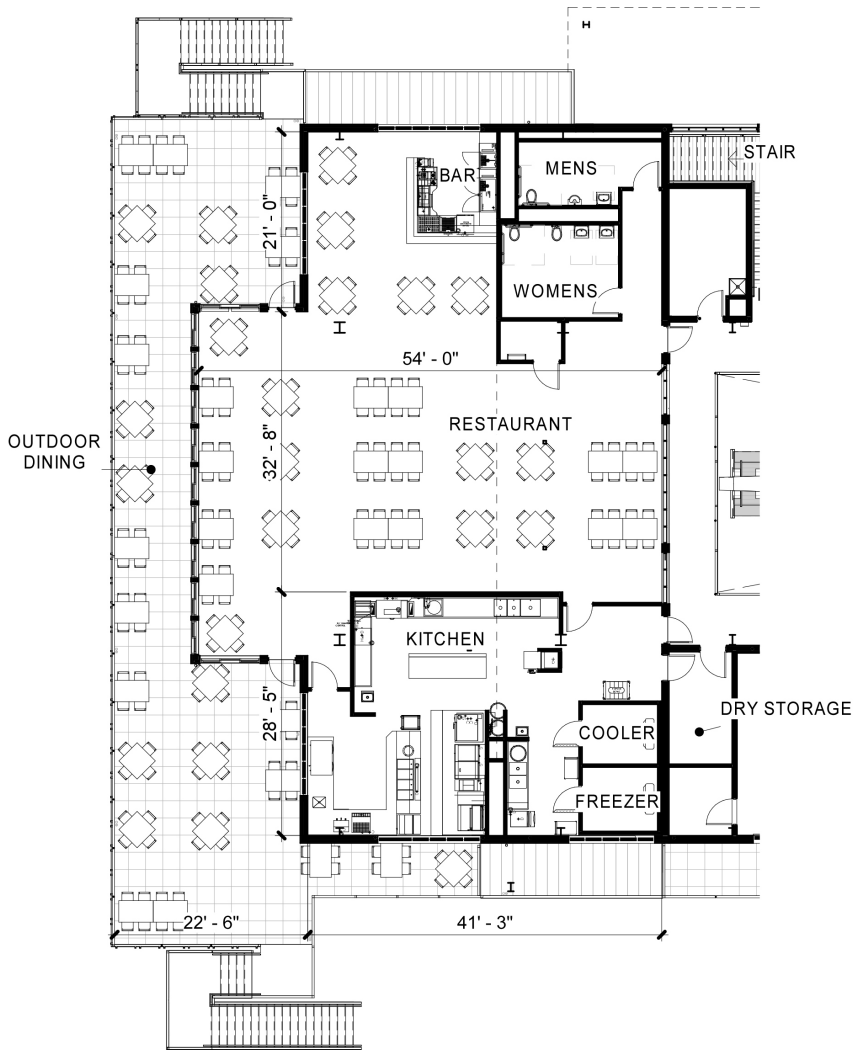 STAIR
MENS
BAR
21' - 0"
WOMENS
54' - 0"
RESTAURANT
OUTDOOR
DINING
32' - 8"
KITCHEN
DRY STORAGE
COOLER
28' - 5"
FREEZER
22' - 6"
41' - 3"